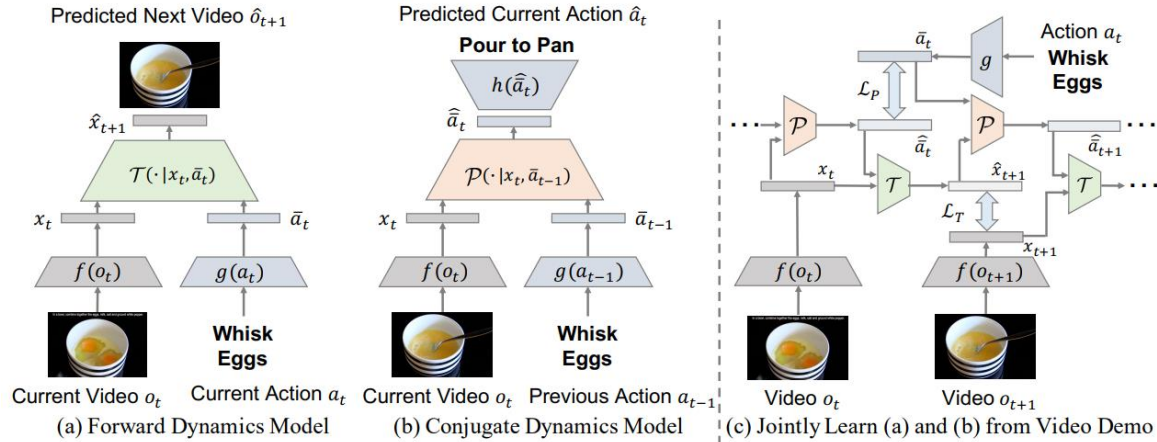 Predicted Next Video ô_{t+1}
x̂_{t+1}
𝒯(·|x_t, ā_t)
x_t
ā_t
f(o_t)
g(a_t)
Whisk
Eggs
Current Video o_t
Current Action a_t
(a) Forward Dynamics Model
Predicted Current Action â_t
Pour to Pan
h(ā̂_t)
ā̂_t
𝒫(·|x_t, ā_{t-1})
x_t
ā_{t-1}
f(o_t)
g(a_{t-1})
Whisk
Eggs
Current Video o_t
Previous Action a_{t-1}
(b) Conjugate Dynamics Model
Action a_t
Whisk
Eggs
g
ā_t
ℒ_P
···
𝒫
ā̂_t
𝒫
ā̂_{t+1}
···
x_t
𝒯
x̂_{t+1}
𝒯
ℒ_T
x_{t+1}
f(o_t)
f(o_{t+1})
Video o_t
Video o_{t+1}
(c) Jointly Learn (a) and (b) from Video Demo